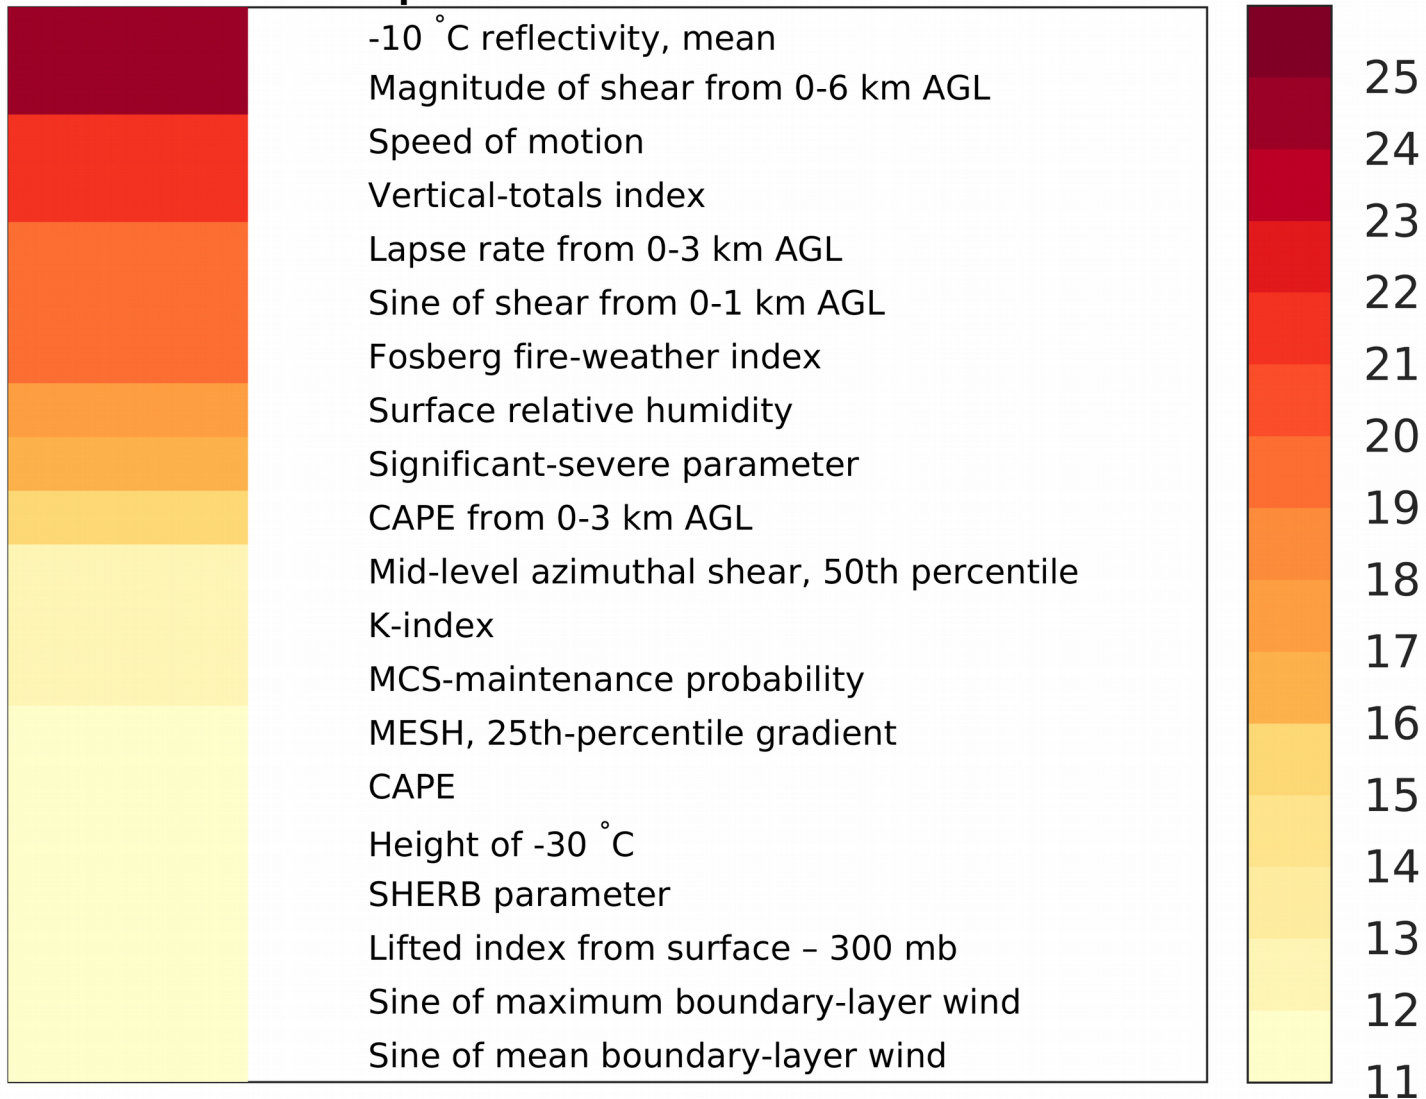 -10 °C reflectivity, mean
Magnitude of shear from 0-6 km AGL
Speed of motion
Vertical-totals index
Lapse rate from 0-3 km AGL
Sine of shear from 0-1 km AGL
Fosberg fire-weather index
Surface relative humidity
Significant-severe parameter
CAPE from 0-3 km AGL
Mid-level azimuthal shear, 50th percentile
K-index
MCS-maintenance probability
MESH, 25th-percentile gradient
CAPE
Height of -30 °C
SHERB parameter
Lifted index from surface – 300 mb
Sine of maximum boundary-layer wind
Sine of mean boundary-layer wind
25
24
23
22
21
20
19
18
17
16
15
14
13
12
11